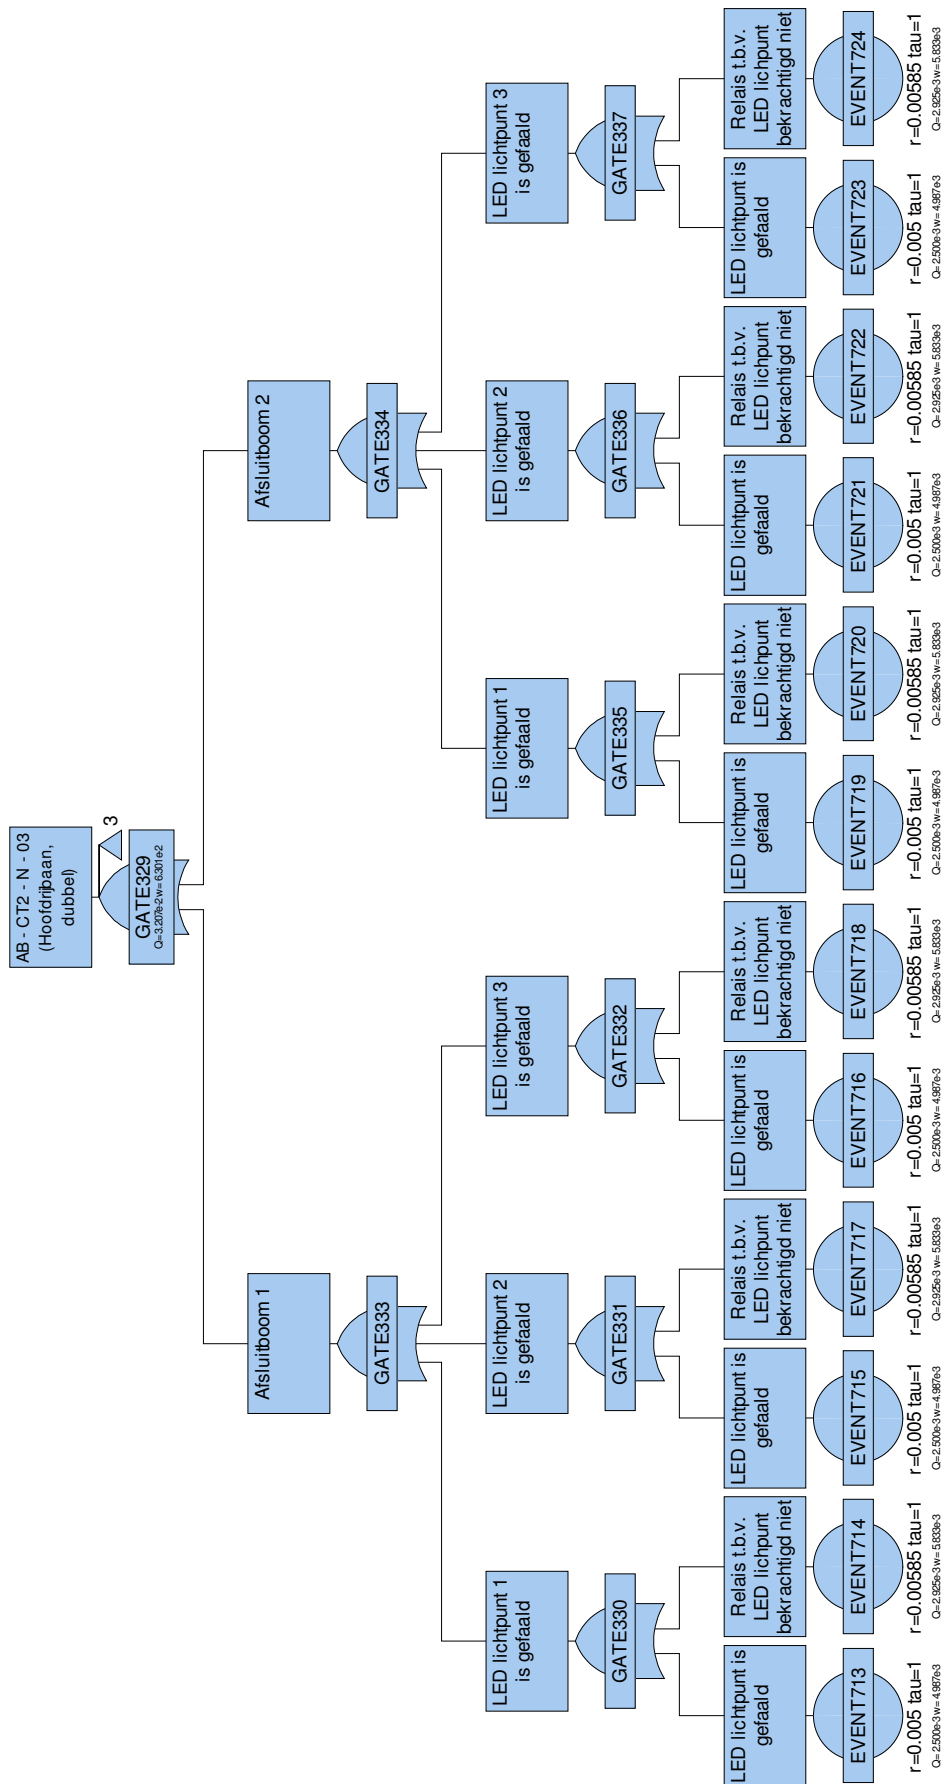 AB - CT2 - N - 03
(Hoofdrijbaan,
dubbel)
3
GATE329
Q=3.207e-2 w=6.301e-2
Afsluitboom 1
GATE333
Afsluitboom 2
GATE334
LED lichtpunt 1
is gefaald
GATE330
LED lichtpunt 2
is gefaald
GATE331
LED lichtpunt 3
is gefaald
GATE332
LED lichtpunt 1
is gefaald
GATE335
LED lichtpunt 2
is gefaald
GATE336
LED lichtpunt 3
is gefaald
GATE337
LED lichtpunt is
gefaald
EVENT713
r=0.005 tau=1
Q=2.500e-3 w=4.987e-3
Relais t.b.v.
LED lichpunt
bekrachtigd niet
EVENT714
r=0.00585 tau=1
Q=2.925e-3 w=5.833e-3
LED lichtpunt is
gefaald
EVENT715
r=0.005 tau=1
Q=2.500e-3 w=4.987e-3
Relais t.b.v.
LED lichpunt
bekrachtigd niet
EVENT717
r=0.00585 tau=1
Q=2.925e-3 w=5.833e-3
LED lichtpunt is
gefaald
EVENT716
r=0.005 tau=1
Q=2.500e-3 w=4.987e-3
Relais t.b.v.
LED lichpunt
bekrachtigd niet
EVENT718
r=0.00585 tau=1
Q=2.925e-3 w=5.833e-3
LED lichtpunt is
gefaald
EVENT719
r=0.005 tau=1
Q=2.500e-3 w=4.987e-3
Relais t.b.v.
LED lichpunt
bekrachtigd niet
EVENT720
r=0.00585 tau=1
Q=2.925e-3 w=5.833e-3
LED lichtpunt is
gefaald
EVENT721
r=0.005 tau=1
Q=2.500e-3 w=4.987e-3
Relais t.b.v.
LED lichpunt
bekrachtigd niet
EVENT722
r=0.00585 tau=1
Q=2.925e-3 w=5.833e-3
LED lichtpunt is
gefaald
EVENT723
r=0.005 tau=1
Q=2.500e-3 w=4.987e-3
Relais t.b.v.
LED lichpunt
bekrachtigd niet
EVENT724
r=0.00585 tau=1
Q=2.925e-3 w=5.833e-3